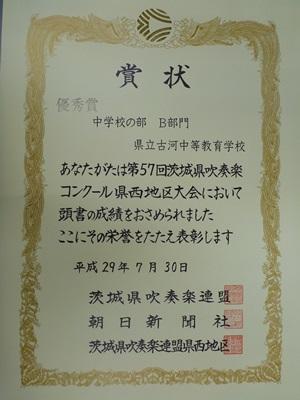 賞状
優秀賞
中学校の部 B部門
県立古河中等教育学校
あなたがたは第57回茨城県吹奏楽
コンクール県西地区大会において
頭書の成績をおさめられました
ここにその栄誉をたたえ表彰します
平成29年7月30日
茨城県吹奏楽連盟
朝日新聞社
茨城県吹奏楽連盟県西地区